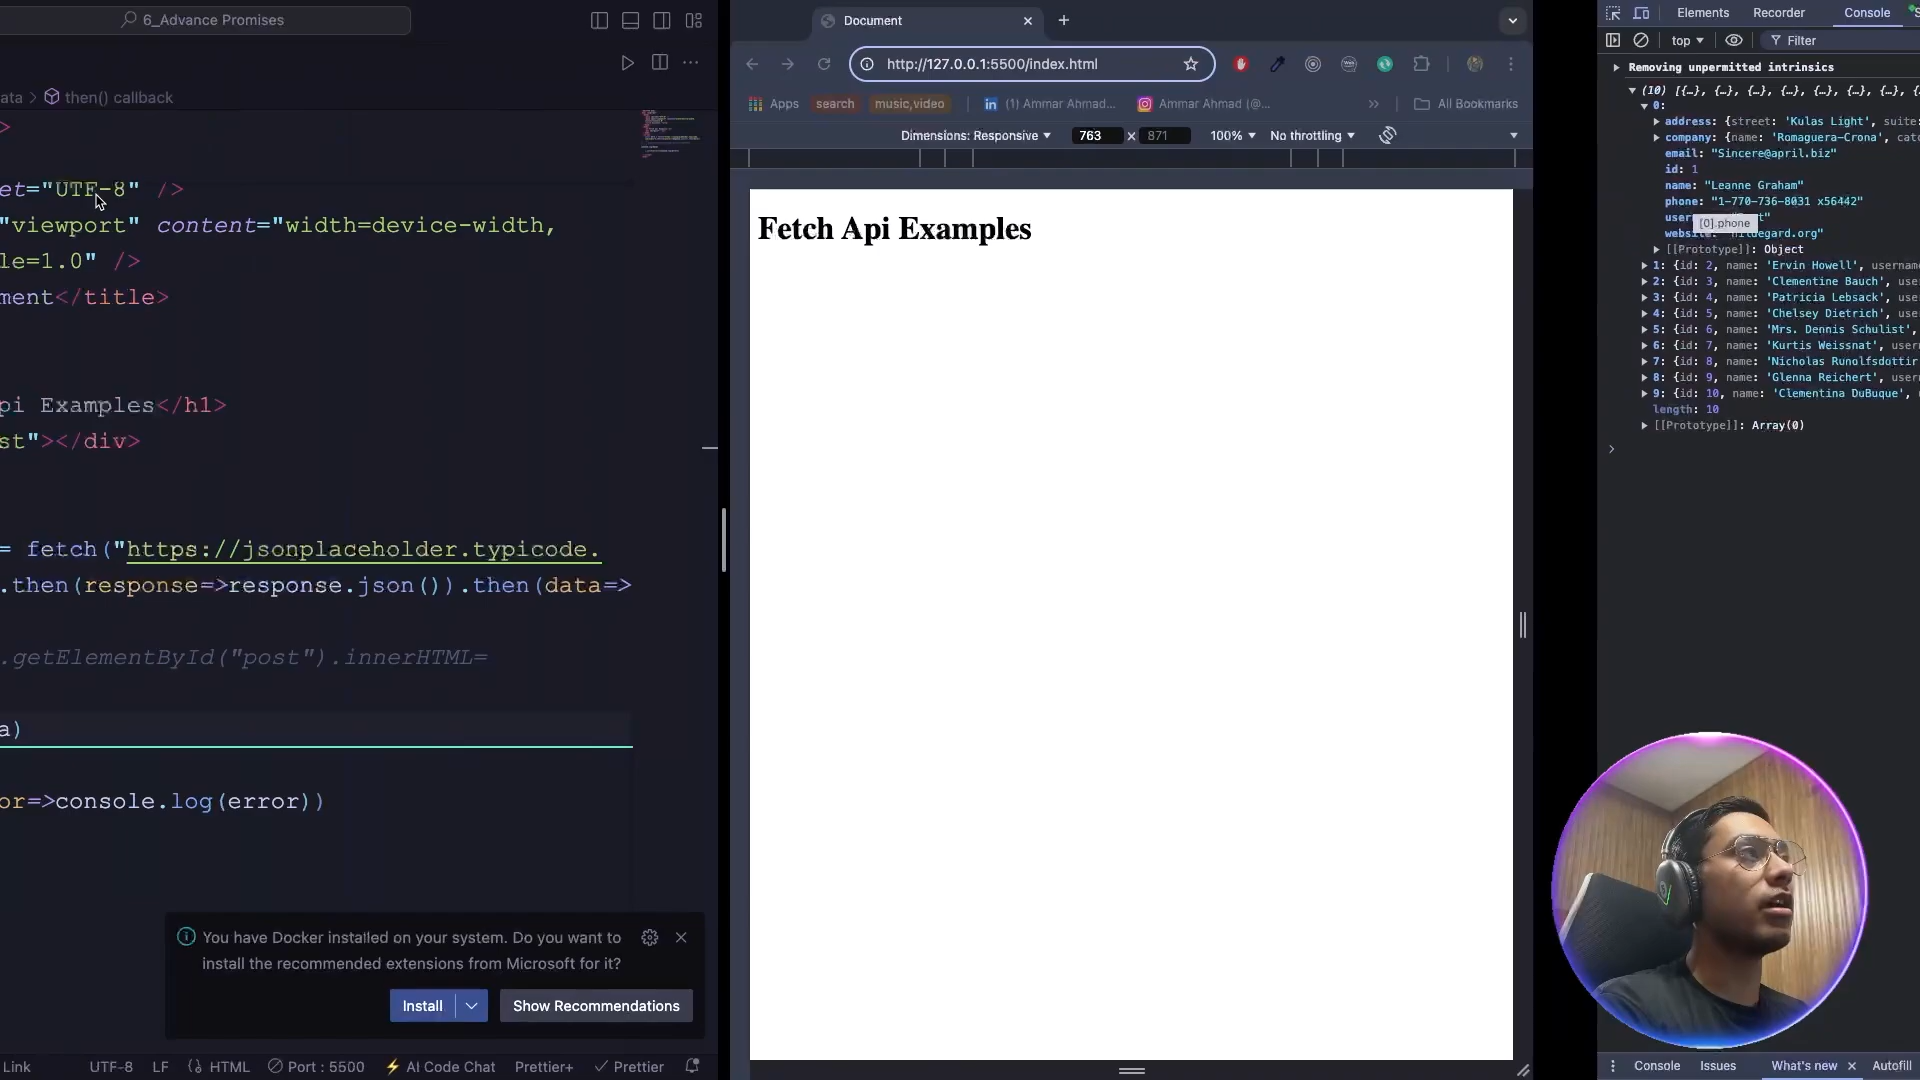 6_Advance Promises
ata > then() callback
>
et="UTF-8" />
"viewport" content="width=device-width,
le=1.0" />
ment</title>
pi Examples</h1>
st"></div>
= fetch("https://jsonplaceholder.typicode.
.then(response=>response.json()).then(data=>
.getElementById("post").innerHTML=
a)
or=>console.log(error))
You have Docker installed on your system. Do you want to
install the recommended extensions from Microsoft for it?
Install
Show Recommendations
Link
UTF-8
LF
HTML
Port : 5500
AI Code Chat
Prettier+
Prettier
Document
http://127.0.0.1:5500/index.html
Apps
search
music,video
(1) Ammar Ahmad...
Ammar Ahmad (@...
»
All Bookmarks
Dimensions: Responsive
763
×
871
100%
No throttling
Fetch Api Examples
Elements
Recorder
Console
top
Filter
Removing unpermitted intrinsics
(10) [{…}, {…}, {…}, {…}, {…}, {…}, {…},
0:
address: {street: 'Kulas Light', suite:
company: {name: 'Romaguera-Crona', catc
email: "Sincere@april.biz"
id: 1
name: "Leanne Graham"
phone: "1-770-736-8031 x56442"
[0].phone
[[Prototype]]: Object
1: {id: 2, name: 'Ervin Howell', username
2: {id: 3, name: 'Clementine Bauch', use
3: {id: 4, name: 'Patricia Lebsack', use
4: {id: 5, name: 'Chelsey Dietrich', use
5: {id: 6, name: 'Mrs. Dennis Schulist',
6: {id: 7, name: 'Kurtis Weissnat', user
7: {id: 8, name: 'Nicholas Runolfsdottir
8: {id: 9, name: 'Glenna Reichert', user
9: {id: 10, name: 'Clementina DuBuque', u
length: 10
[[Prototype]]: Array(0)
Console
Issues
What's new
Autofill